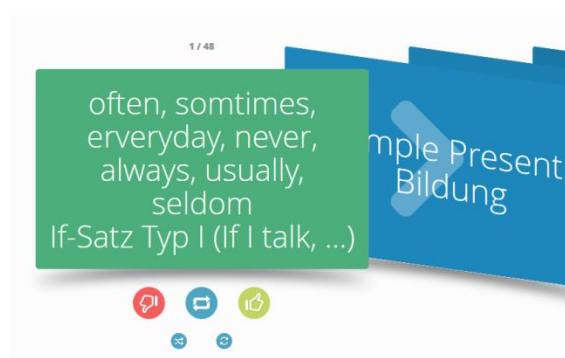 1 / 48
often, somtimes,
erveryday, never,
always, usually,
seldom
If-Satz Typ I (If I talk, ...)
mple Present
Bildung